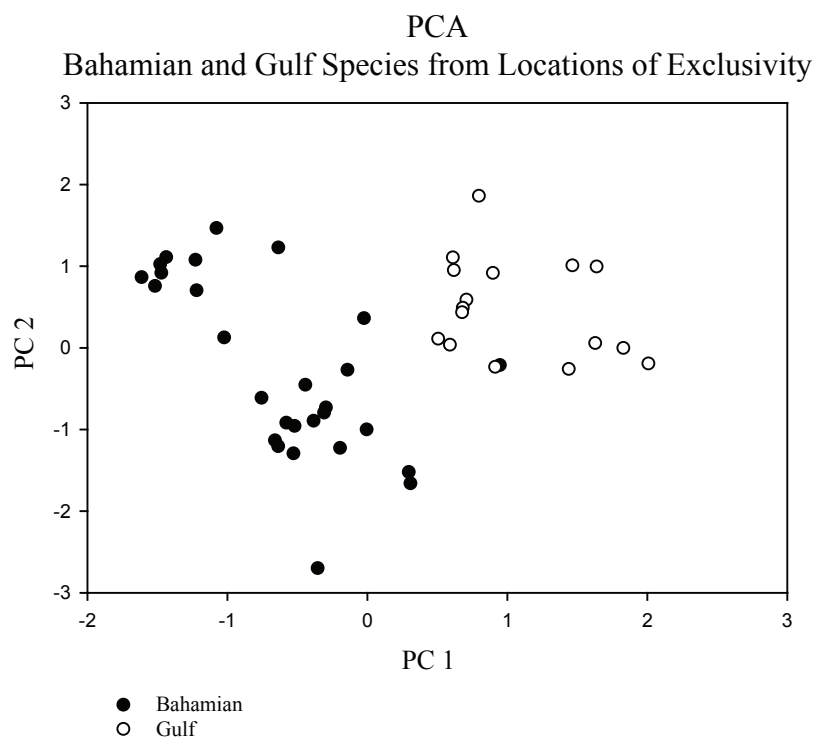 PCA
Bahamian and Gulf Species from Locations of Exclusivity
3
2
1
0
-1
-2
-3
PC 2
-2
-1
0
1
2
3
PC 1
Bahamian
Gulf